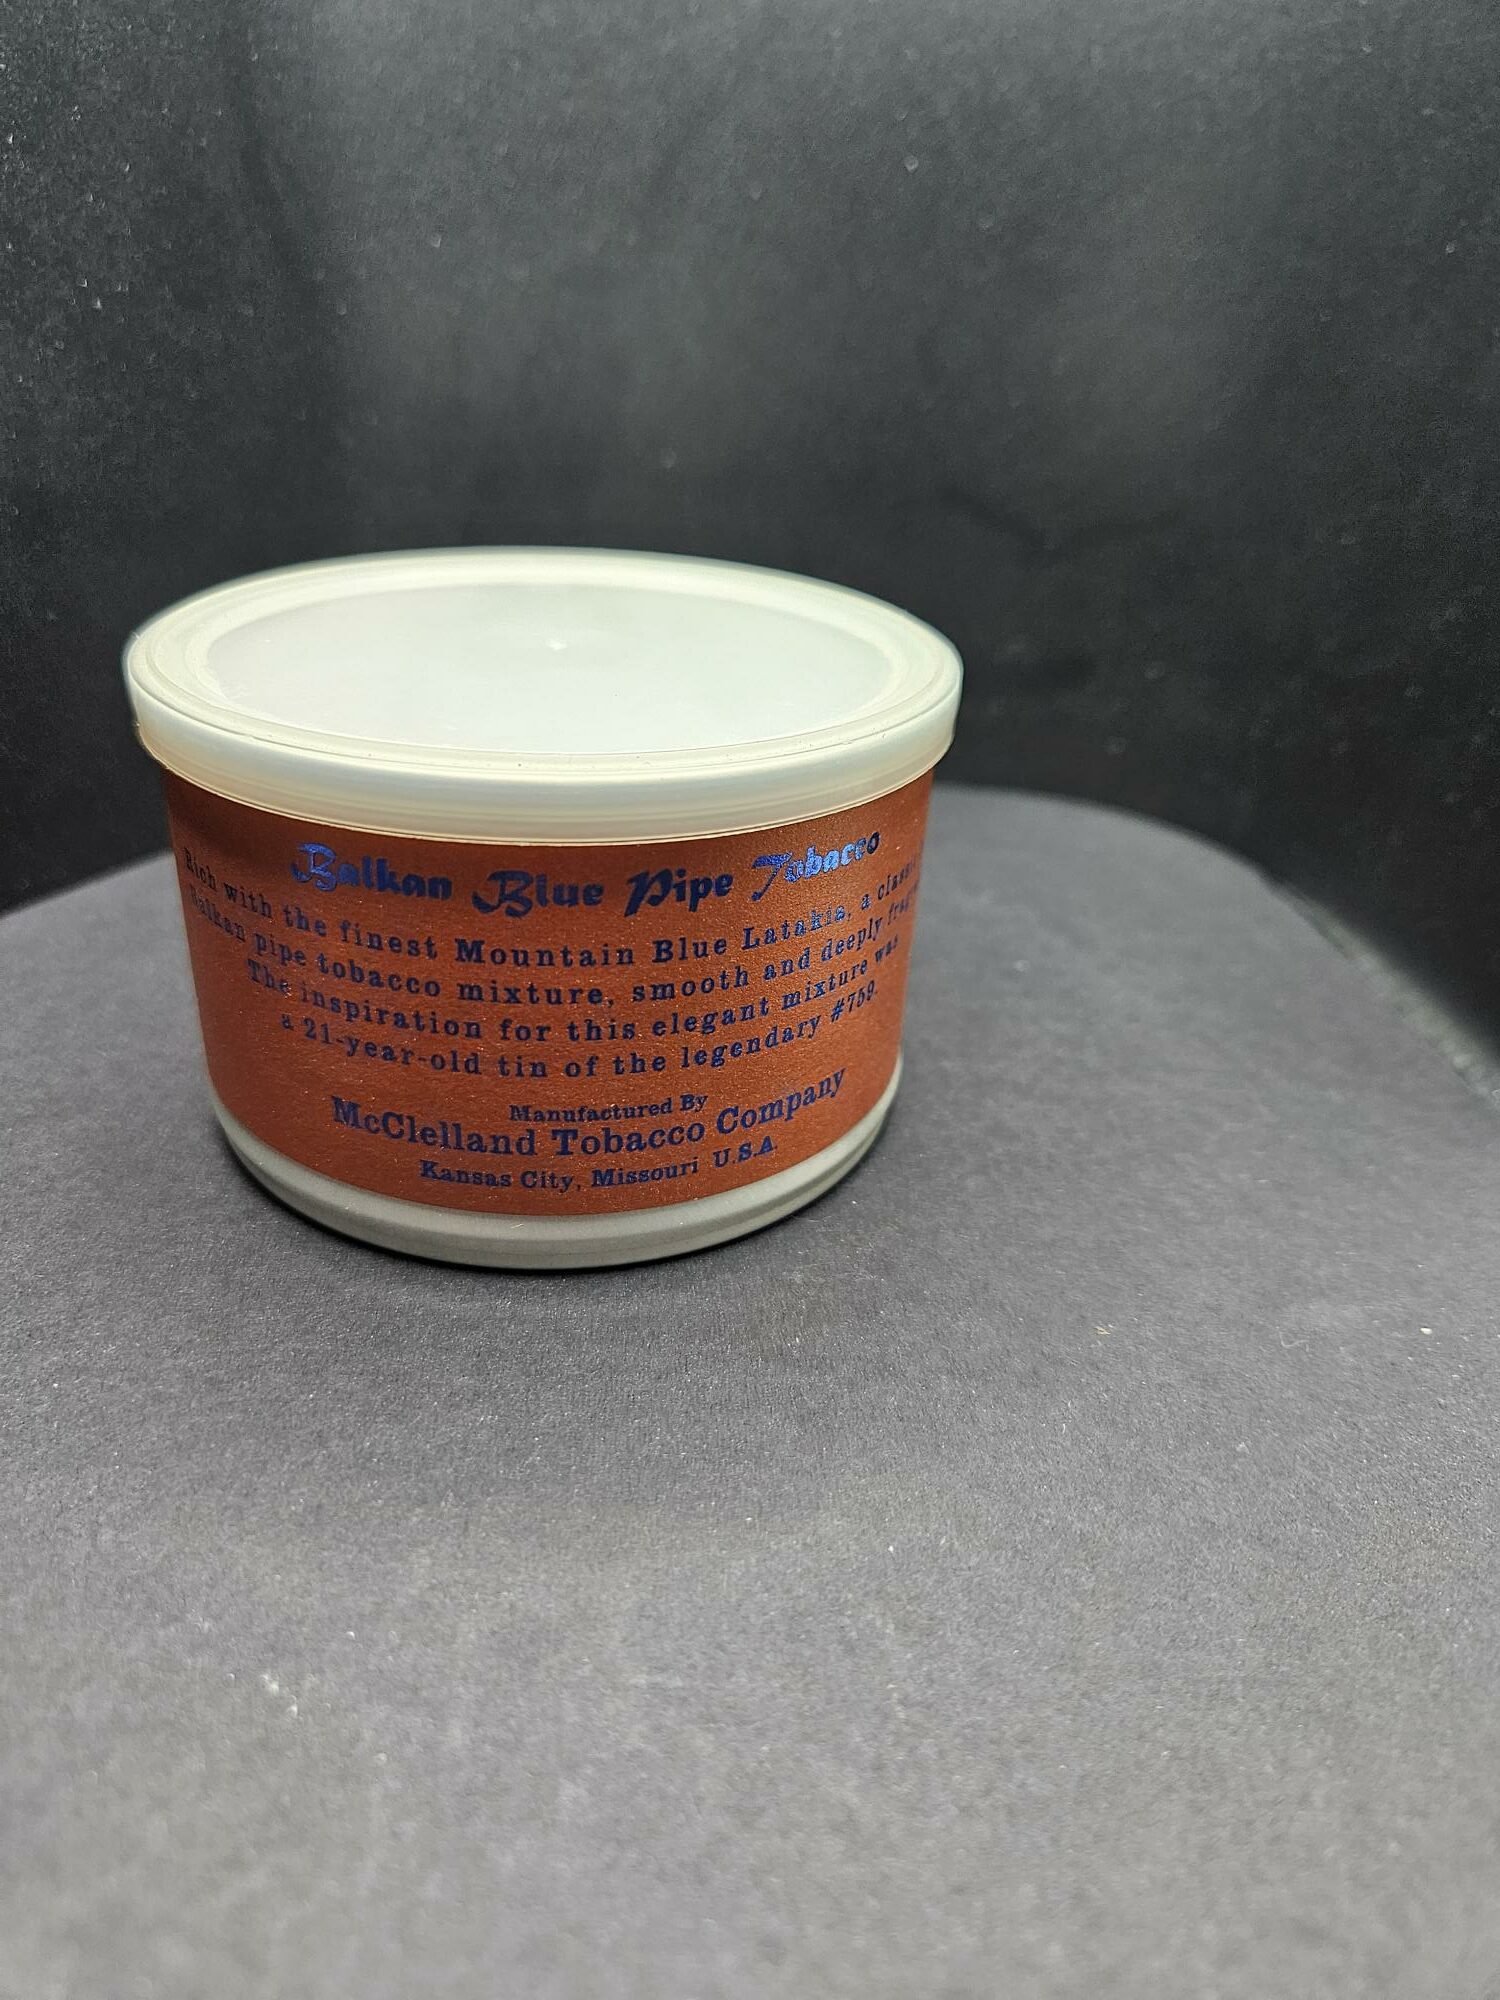 Balkan Blue Pipe Tobacco
Rich with the finest Mountain Blue Latakia, a classic
Balkan pipe tobacco mixture, smooth and deeply
The inspiration for this elegant mixture was
a 21-year-old tin of the legendary #759.
Manufactured By
McClelland Tobacco Company
Kansas City, Missouri U.S.A.